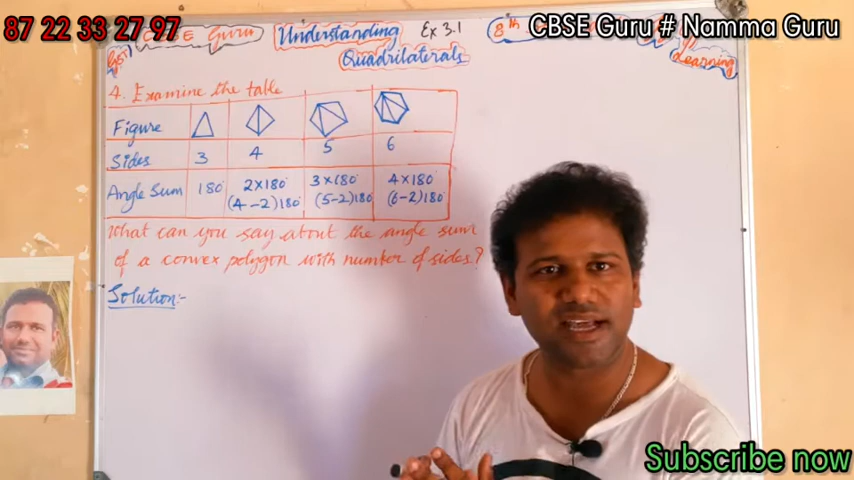 87 22 33 27 97
CBSE Guru # Namma Guru
Guru
Understanding
Quadrilaterals
Ex 3.1
8th
Learning
4. Examine the table
Figure
Sides 3 4 5 6
Angle Sum 180° 2×180° 3×180° 4×180°
(4-2)180° (5-2)180° (6-2)180°
What can you say about the angle sum
of a convex polygon with number of sides?
Solution:-
Subscribe now